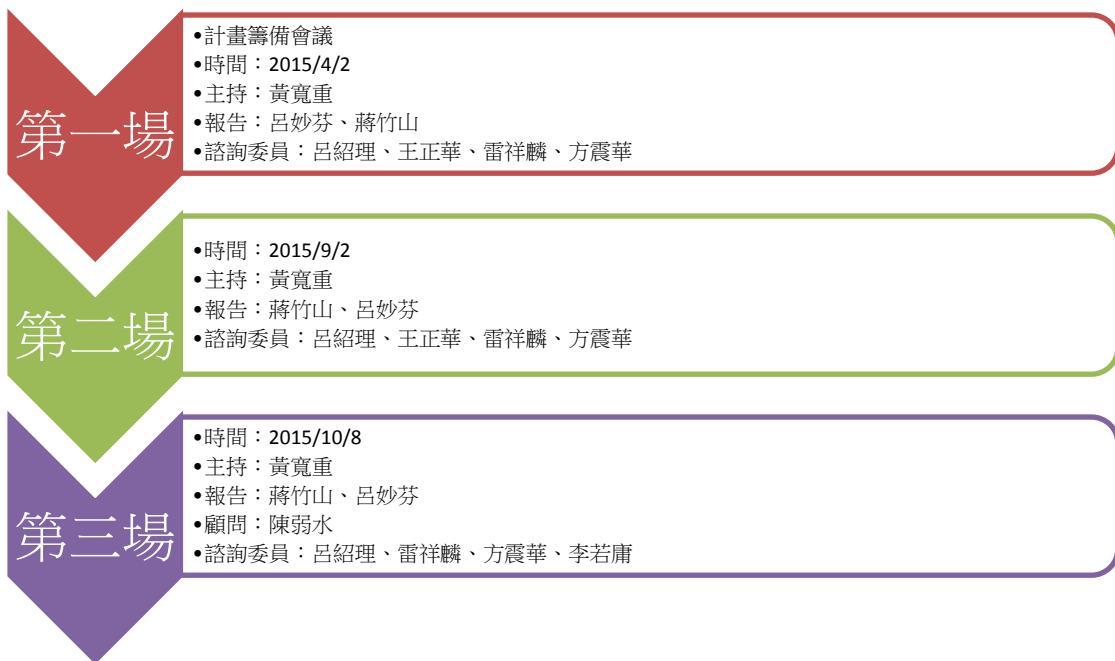 第一場
•計畫籌備會議
•時間：2015/4/2
•主持：黃寬重
•報告：呂妙芬、蔣竹山
•諮詢委員：呂紹理、王正華、雷祥麟、方震華
第二場
•時間：2015/9/2
•主持：黃寬重
•報告：蔣竹山、呂妙芬
•諮詢委員：呂紹理、王正華、雷祥麟、方震華
第三場
•時間：2015/10/8
•主持：黃寬重
•報告：蔣竹山、呂妙芬
•顧問：陳弱水
•諮詢委員：呂紹理、雷祥麟、方震華、李若庸